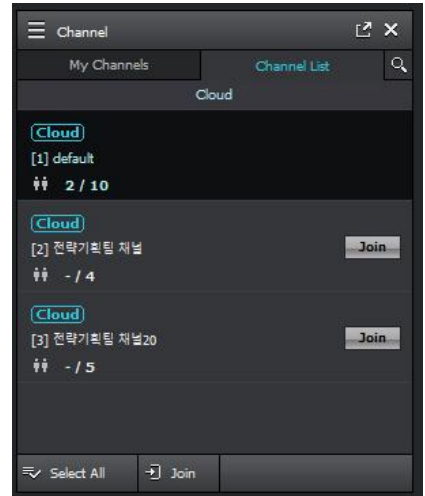 Channel
My Channels
Channel List
Cloud
Cloud
[1] default
2 / 10
Cloud
[2] 전략기획팀 채널
Join
- / 4
Cloud
[3] 전략기획팀 채널20
Join
- / 5
Select All
Join